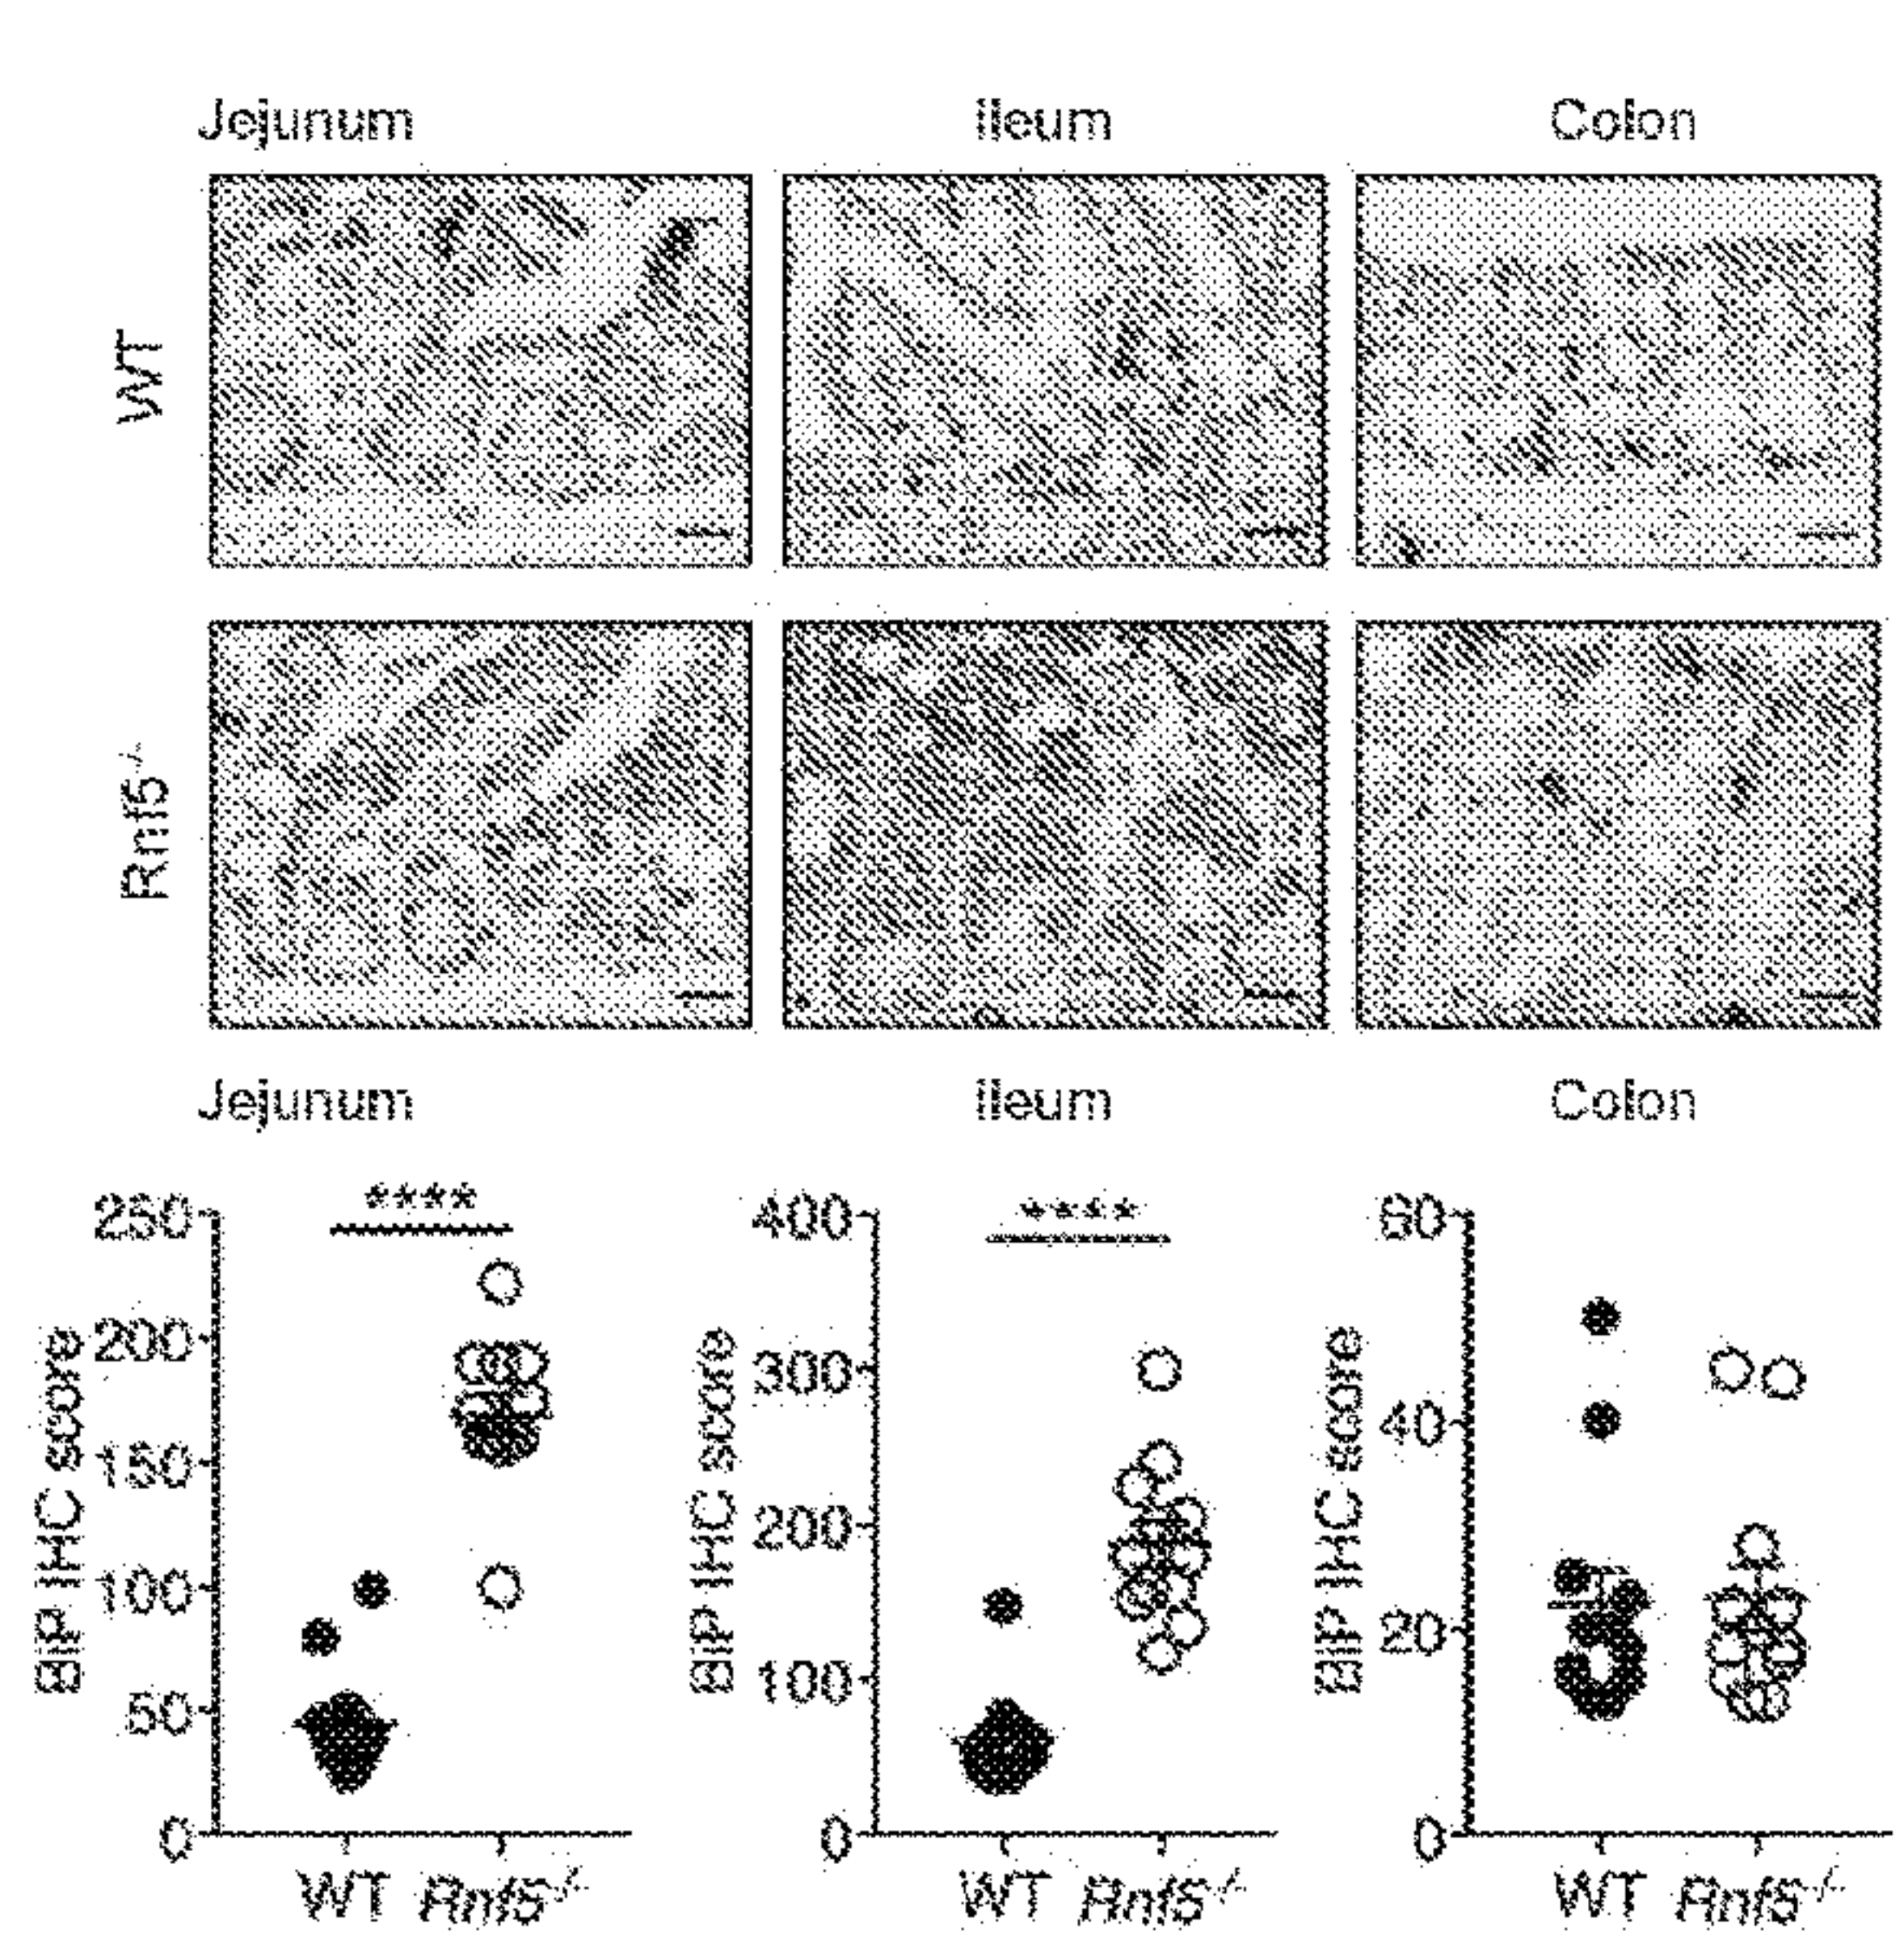 Jejunum
Ileum
Colon
WT
Rnf5-/-
Jejunum
Ileum
Colon
****
250
200
150
100
50
0
BiP IHC score
WT Rnf5-/-
****
400
300
200
100
0
BiP IHC score
WT Rnf5-/-
60
40
20
0
BiP IHC score
WT Rnf5-/-